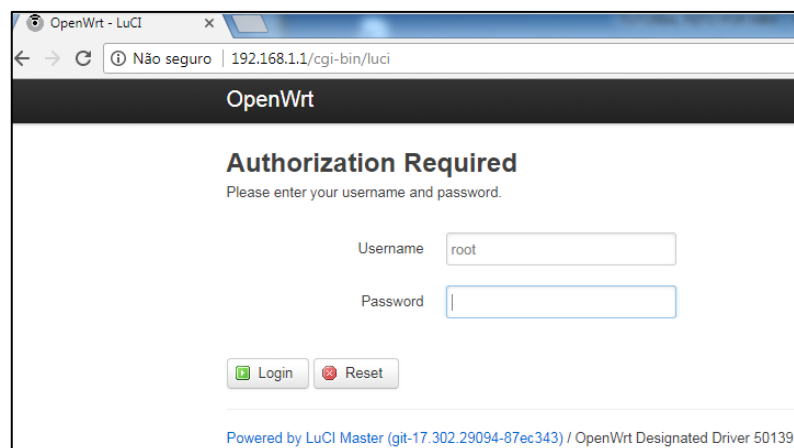 OpenWrt - LuCI
Não seguro 192.168.1.1/cgi-bin/luci
OpenWrt
Authorization Required
Please enter your username and password.
Username root
Password
Login Reset
Powered by LuCI Master (git-17.302.29094-87ec343) / OpenWrt Designated Driver 50139